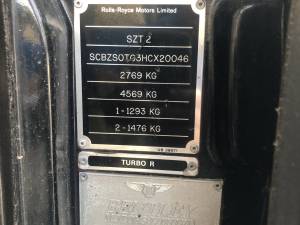 Rolls-Royce Motors Limited
SZT 2
SCBZS0T03HCX20046
2769 KG
4569 KG
1-1293 KG
2-1476 KG
TURBO R